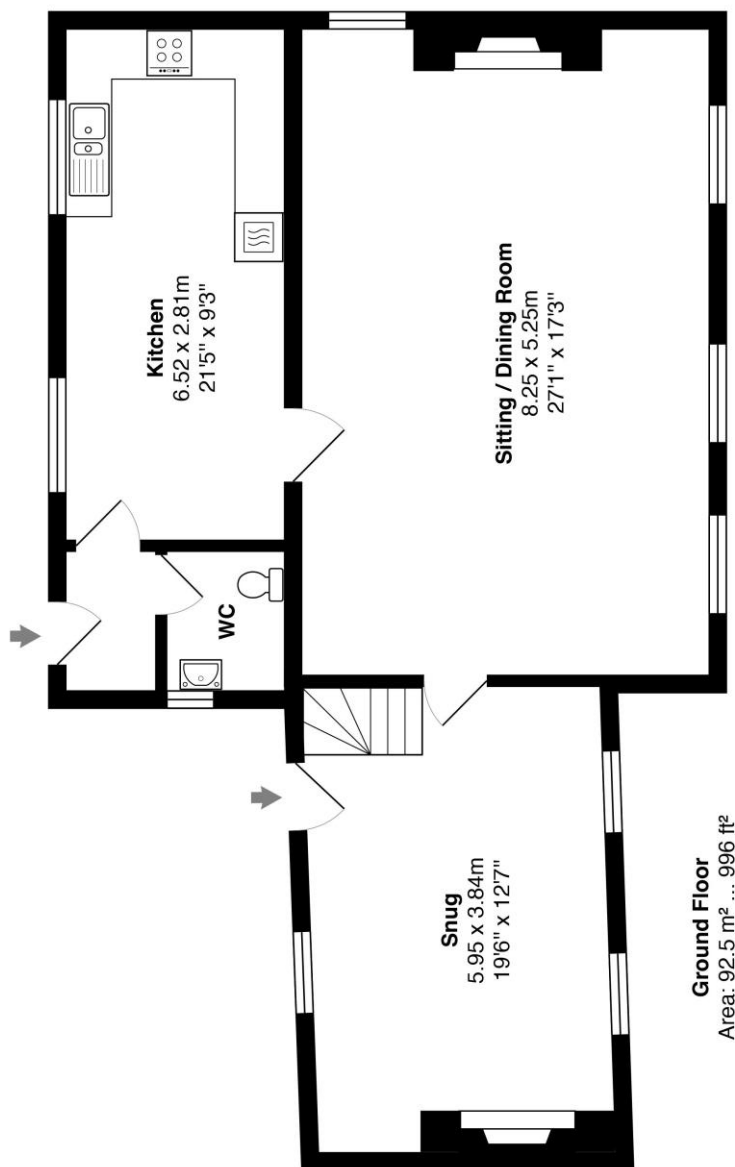 Kitchen
6.52 x 2.81m
21'5" x 9'3"
Sitting / Dining Room
8.25 x 5.25m
27'1" x 17'3"
WC
Snug
5.95 x 3.84m
19'6" x 12'7"
Ground Floor
Area: 92.5 m² ... 996 ft²